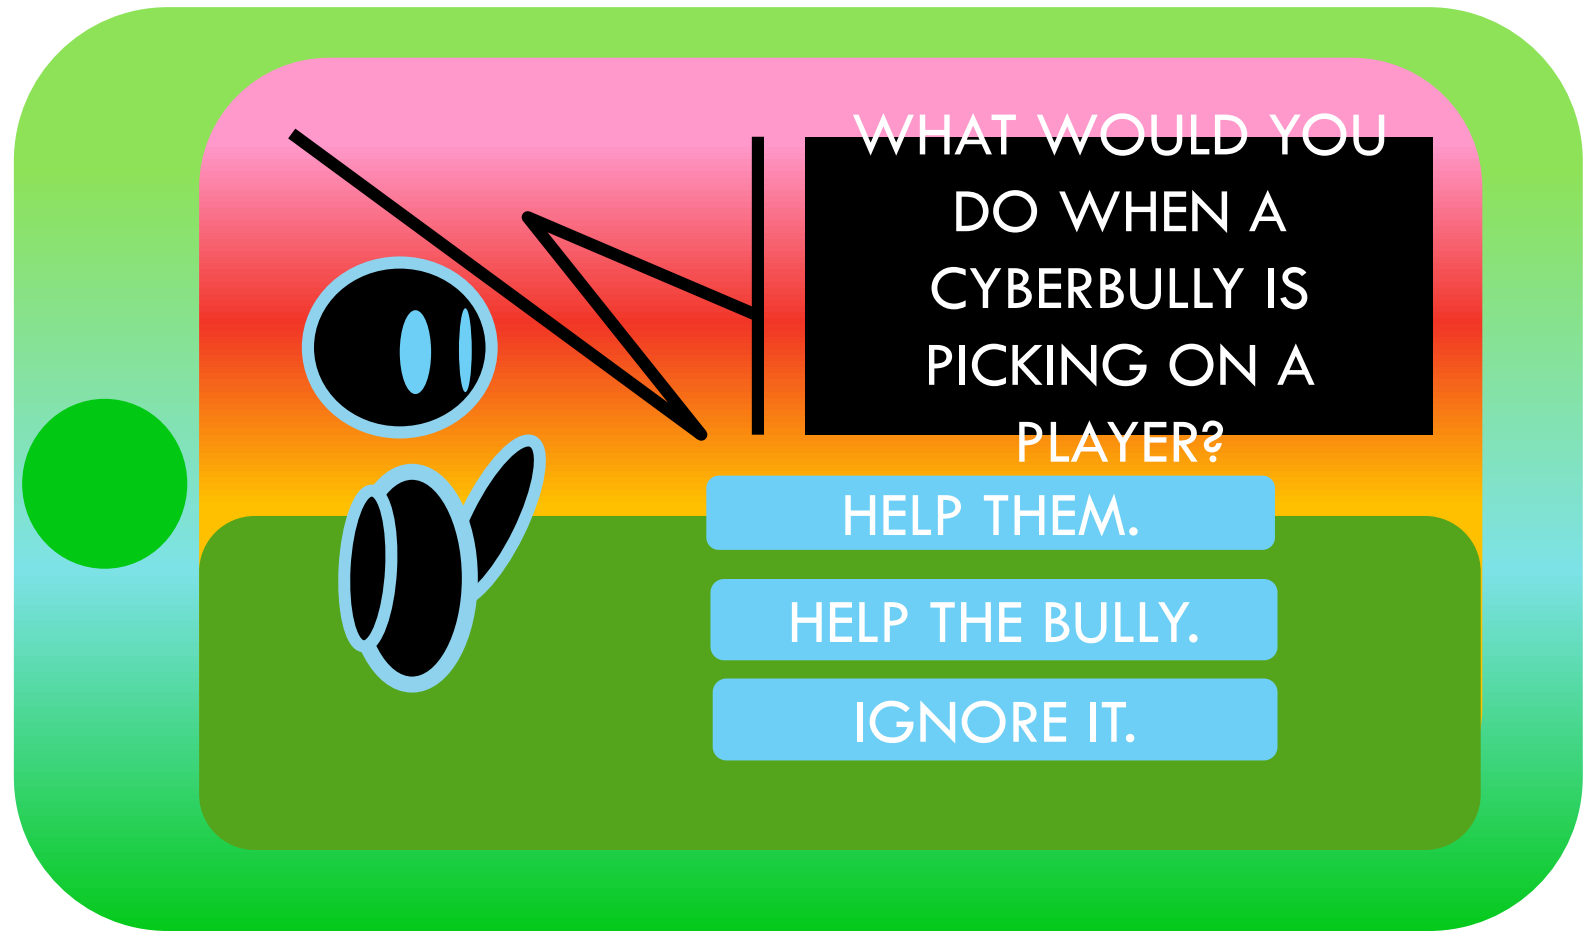 WHAT WOULD YOU
DO WHEN A
CYBERBULLY IS
PICKING ON A
PLAYER?
HELP THEM.
HELP THE BULLY.
IGNORE IT.